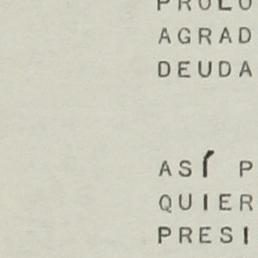 PROLO
AGRAD
DEUDA
ASÍ P
QUIER
PRESI